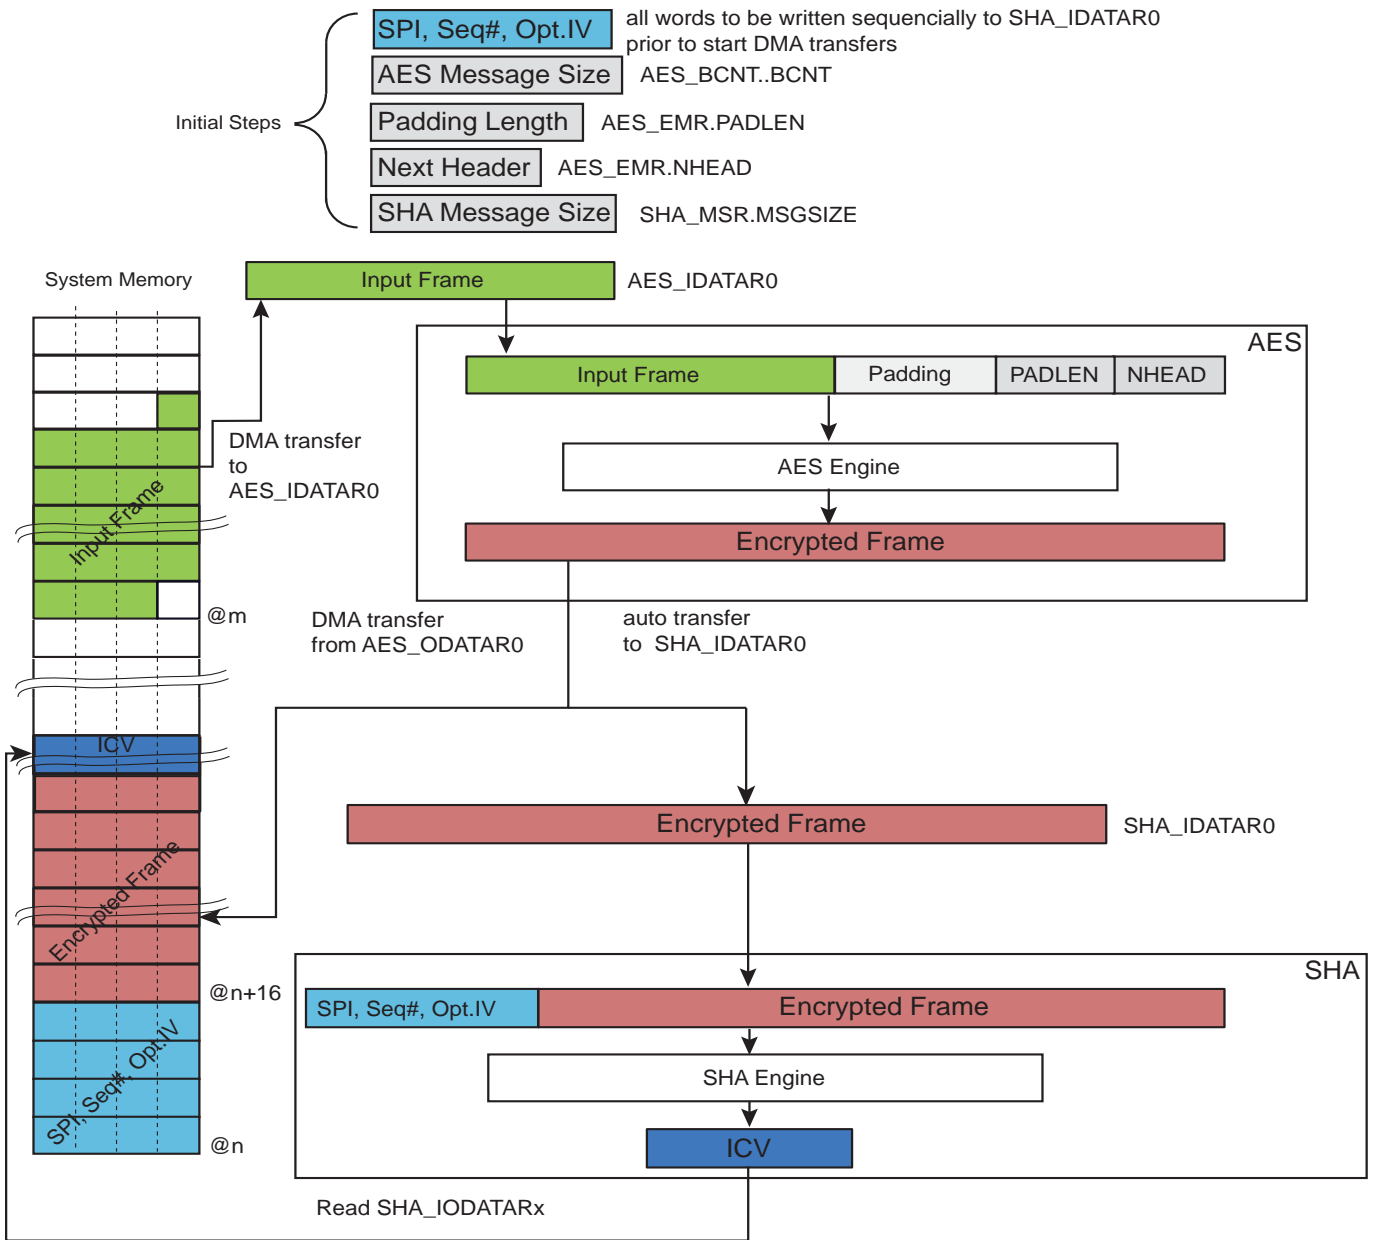 SPI, Seq#, Opt.IV
all words to be written sequencially to SHA_IDATAR0
prior to start DMA transfers
AES Message Size
AES_BCNT..BCNT
Initial Steps
Padding Length
AES_EMR.PADLEN
Next Header
AES_EMR.NHEAD
SHA Message Size
SHA_MSR.MSGSIZE
System Memory
Input Frame
AES_IDATAR0
AES
Input Frame
Padding
PADLEN
NHEAD
DMA transfer
to
AES_IDATAR0
AES Engine
Input Frame
Encrypted Frame
@m
DMA transfer
from AES_ODATAR0
auto transfer
to SHA_IDATAR0
ICV
Encrypted Frame
SHA_IDATAR0
Encrypted Frame
@n+16
SHA
SPI, Seq#, Opt.IV
Encrypted Frame
SPI, Seq#, Opt.IV
SHA Engine
@n
ICV
Read SHA_IODATARx